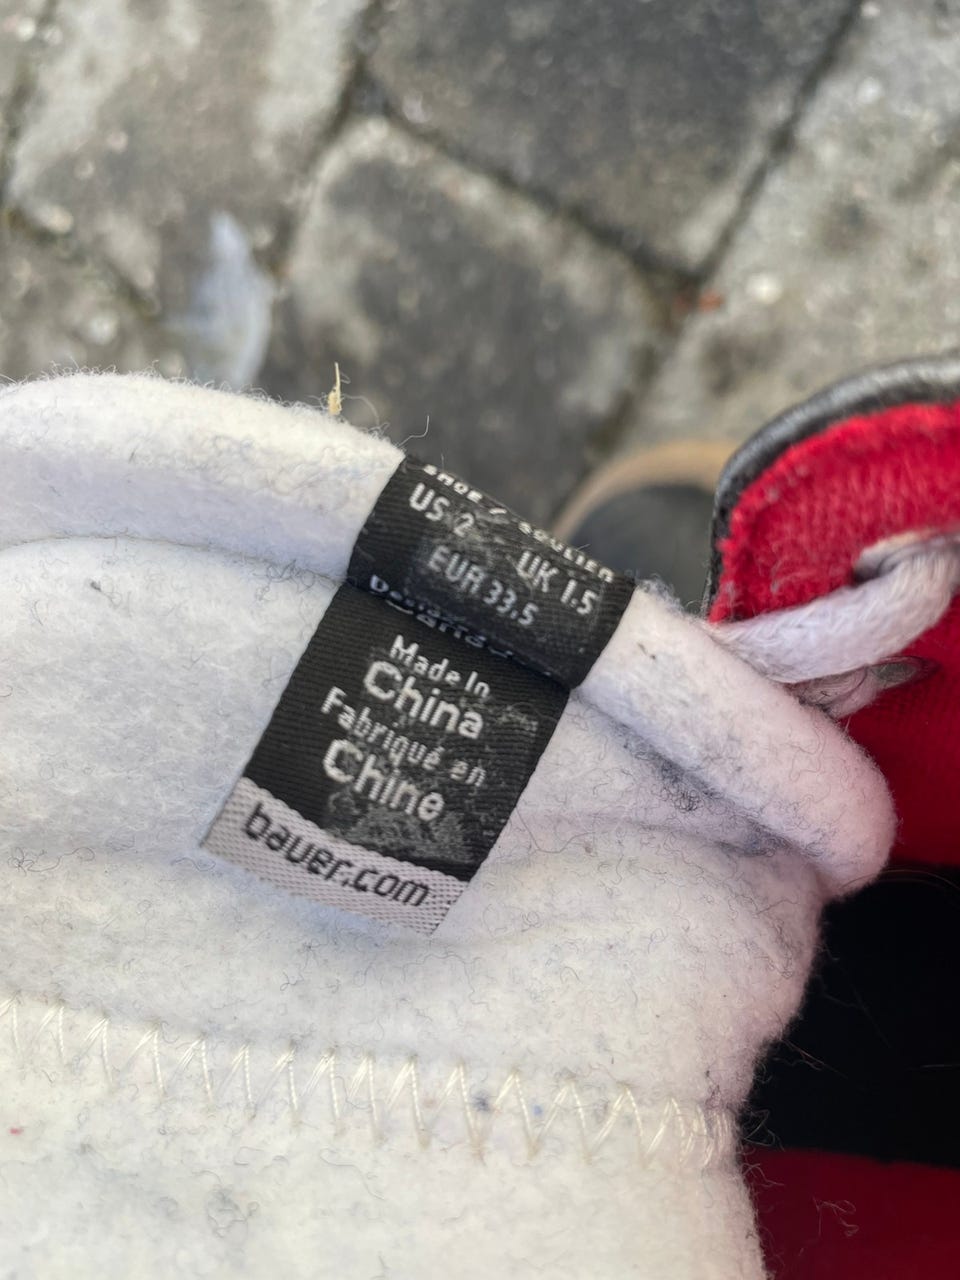 SHOE / SOULIER
US 2 UK 1.5
EUR 33.5
Made In
China
Fabriqué en
Chine
bauer.com